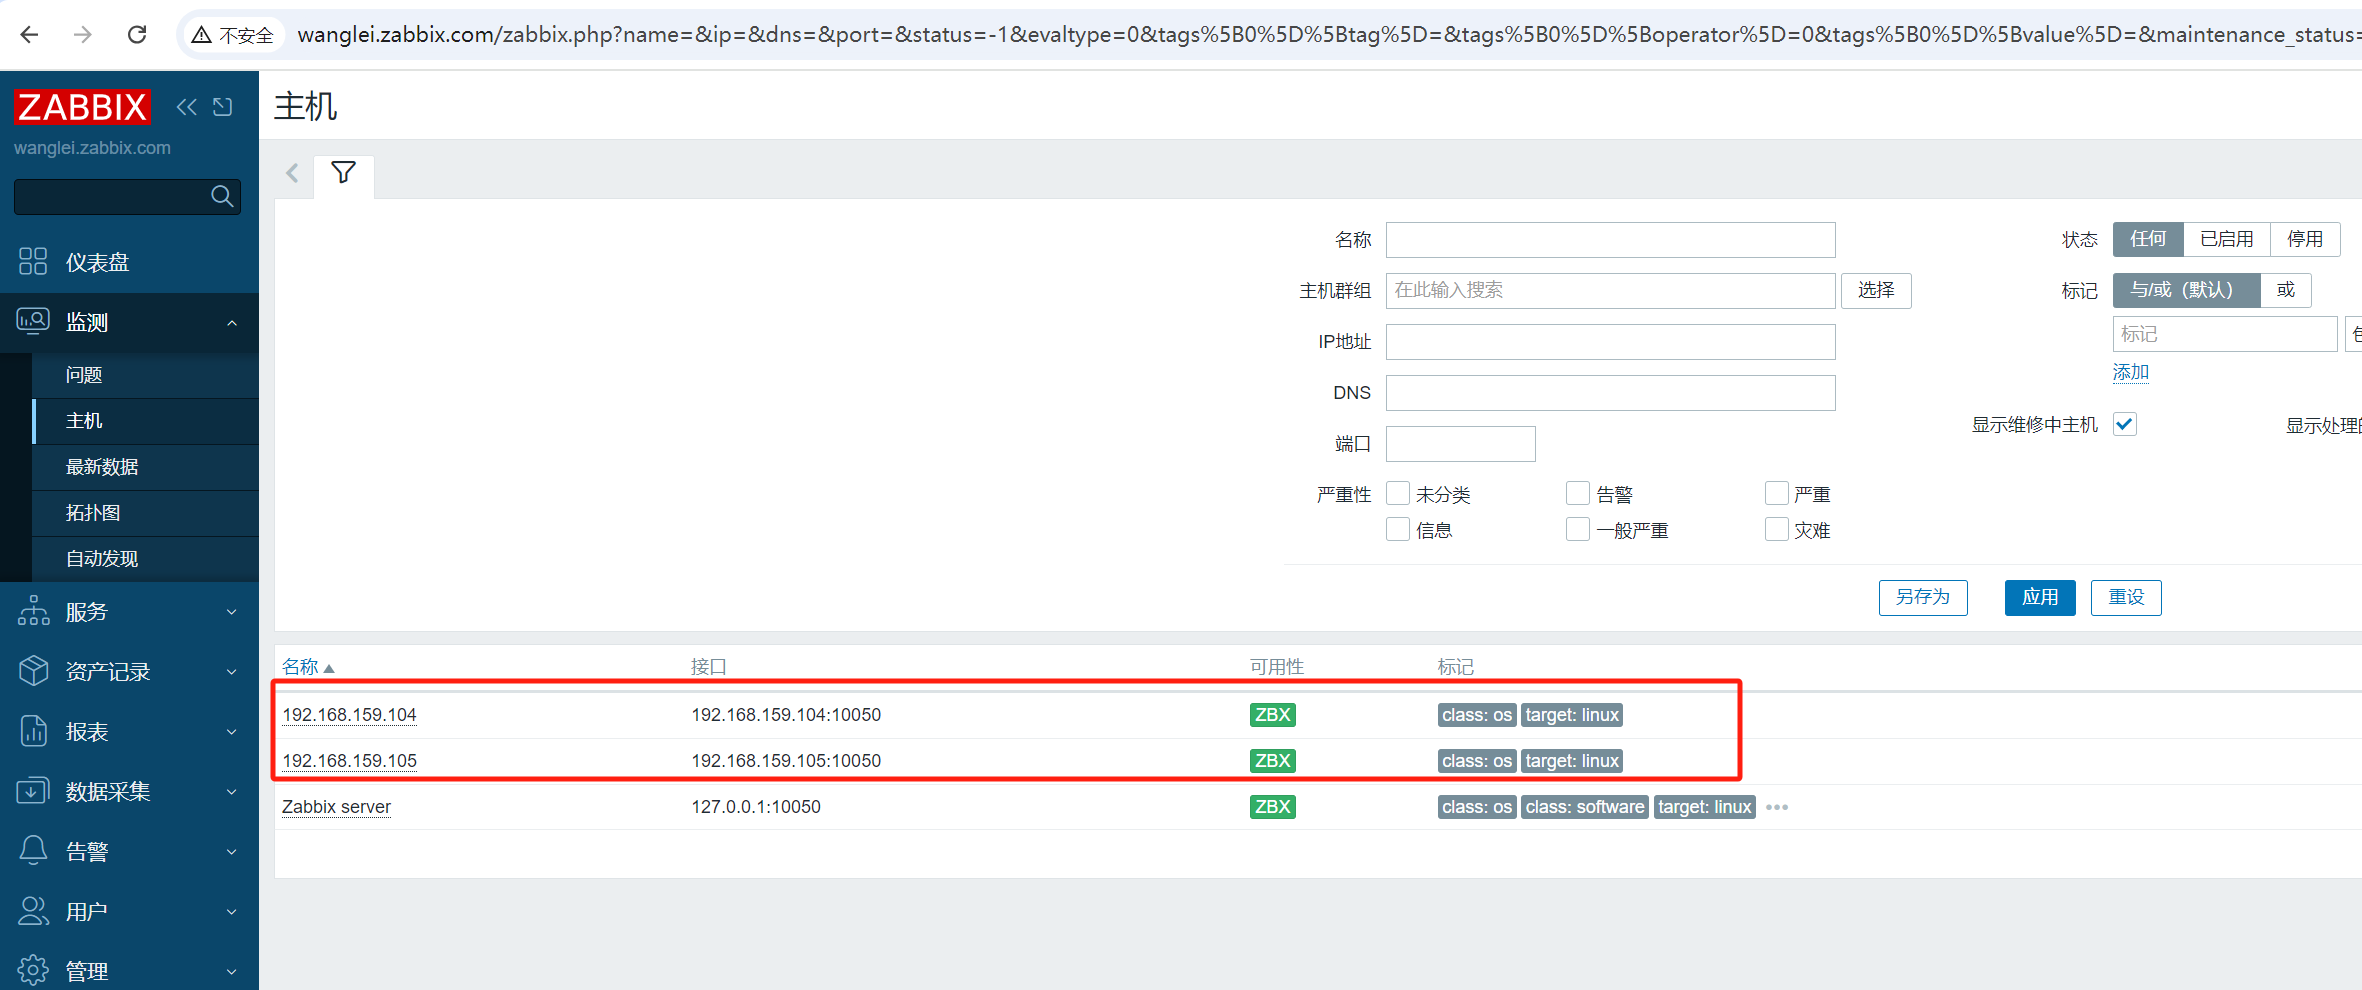 不安全 wanglei.zabbix.com/zabbix.php?name=&ip=&dns=&port=&status=-1&evaltype=0&tags%5B0%5D%5Btag%5D=&tags%5B0%5D%5Boperator%5D=0&tags%5B0%5D%5Bvalue%5D=&maintenance_status=
ZABBIX
wanglei.zabbix.com
仪表盘
监测
问题
主机
最新数据
拓扑图
自动发现
服务
资产记录
报表
数据采集
告警
用户
管理
主机
名称
主机群组 在此输入搜索 选择
IP地址
DNS
端口
严重性 未分类 告警 严重
信息 一般严重 灾难
状态 任何 已启用 停用
标记 与/或（默认） 或
标记
添加
显示维修中主机 显示处理
另存为 应用 重设
名称 接口 可用性 标记
192.168.159.104 192.168.159.104:10050 ZBX class: os target: linux
192.168.159.105 192.168.159.105:10050 ZBX class: os target: linux
Zabbix server 127.0.0.1:10050 ZBX class: os class: software target: linux •••